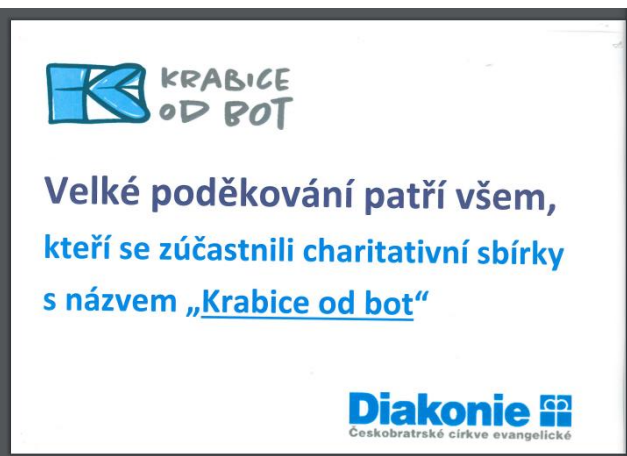 KRABICE
OD BOT
Velké poděkování patří všem,
kteří se zúčastnili charitativní sbírky
s názvem „Krabice od bot“
Diakonie
Českobratrské církve evangelické